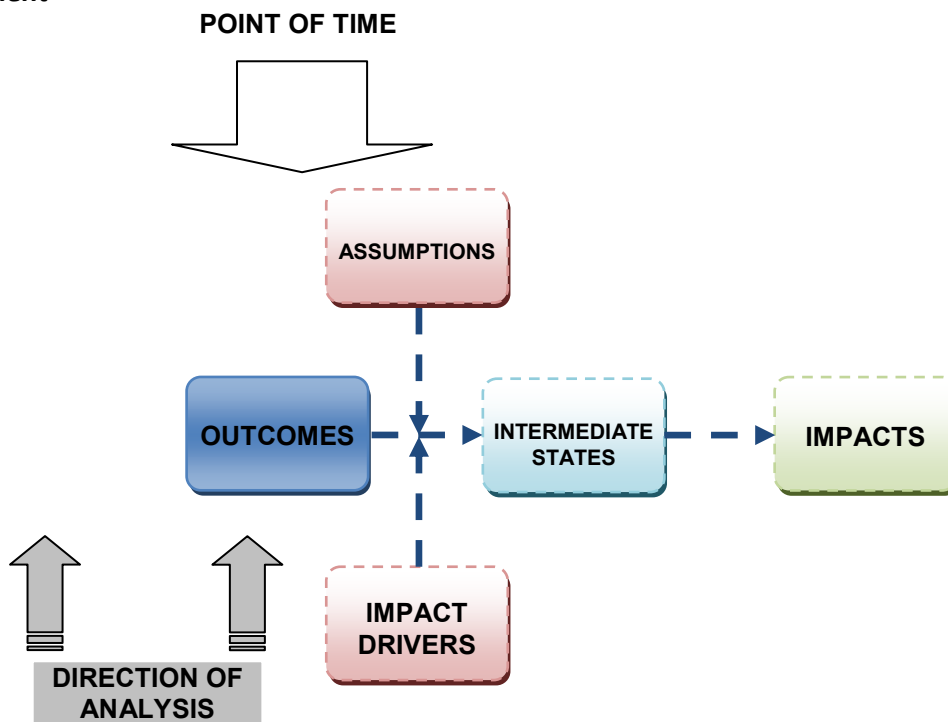 POINT OF TIME
ASSUMPTIONS
OUTCOMES
INTERMEDIATE
STATES
IMPACTS
IMPACT
DRIVERS
DIRECTION OF
ANALYSIS